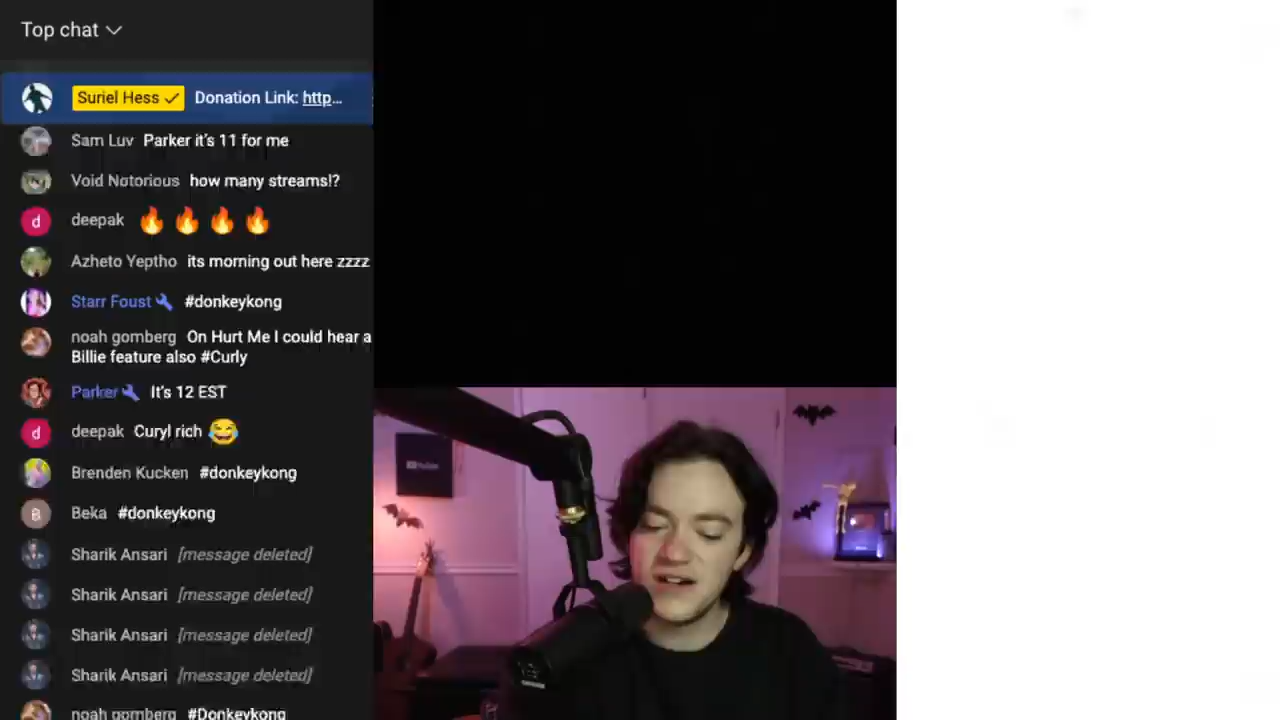 Top chat
Suriel Hess Donation Link: http...
Sam Luv Parker it's 11 for me
Void Notorious how many streams!?
deepak 🔥 🔥 🔥 🔥
Azheto Yeptho its morning out here zzzz
Starr Foust #donkeykong
noah gomberg On Hurt Me I could hear a
Billie feature also #Curly
Parker It's 12 EST
deepak Curyl rich 😂
Brenden Kucken #donkeykong
B Beka #donkeykong
Sharik Ansari [message deleted]
Sharik Ansari [message deleted]
Sharik Ansari [message deleted]
Sharik Ansari [message deleted]
noah gomberg #Donkeykong